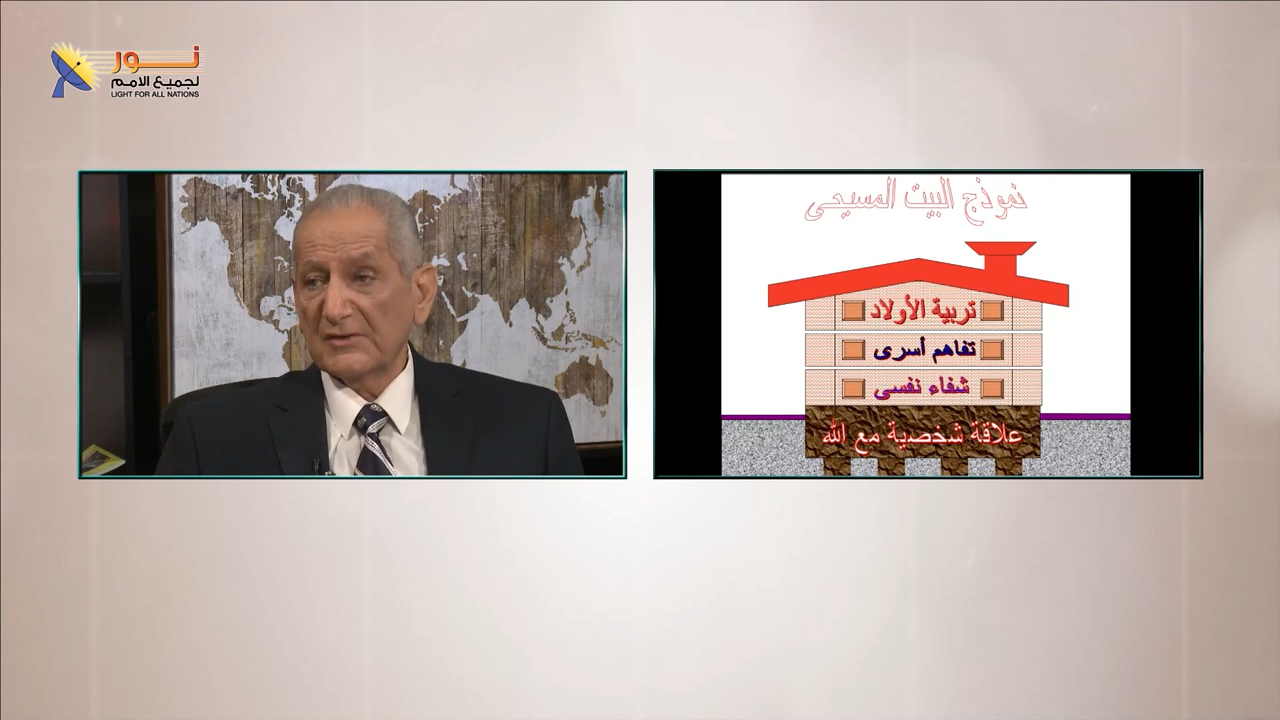 نور
لجميع الامم
LIGHT FOR ALL NATIONS
نموذج البيت المسيحى
تربية الأولاد
تفاهم أسرى
شفاء نفسى
علاقة شخصية مع الله